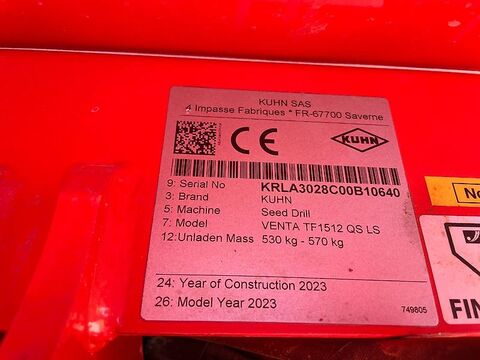 KUHN SAS
4 Impasse Fabriques * FR-67700 Saverne
CE
KUHN
9: Serial No KRLA3028C00B10640
3: Brand KUHN
5: Machine Seed Drill
7: Model VENTA TF1512 QS LS
12: Unladen Mass 530 kg - 570 kg
24: Year of Construction 2023
26: Model Year 2023
749805
No
FIN